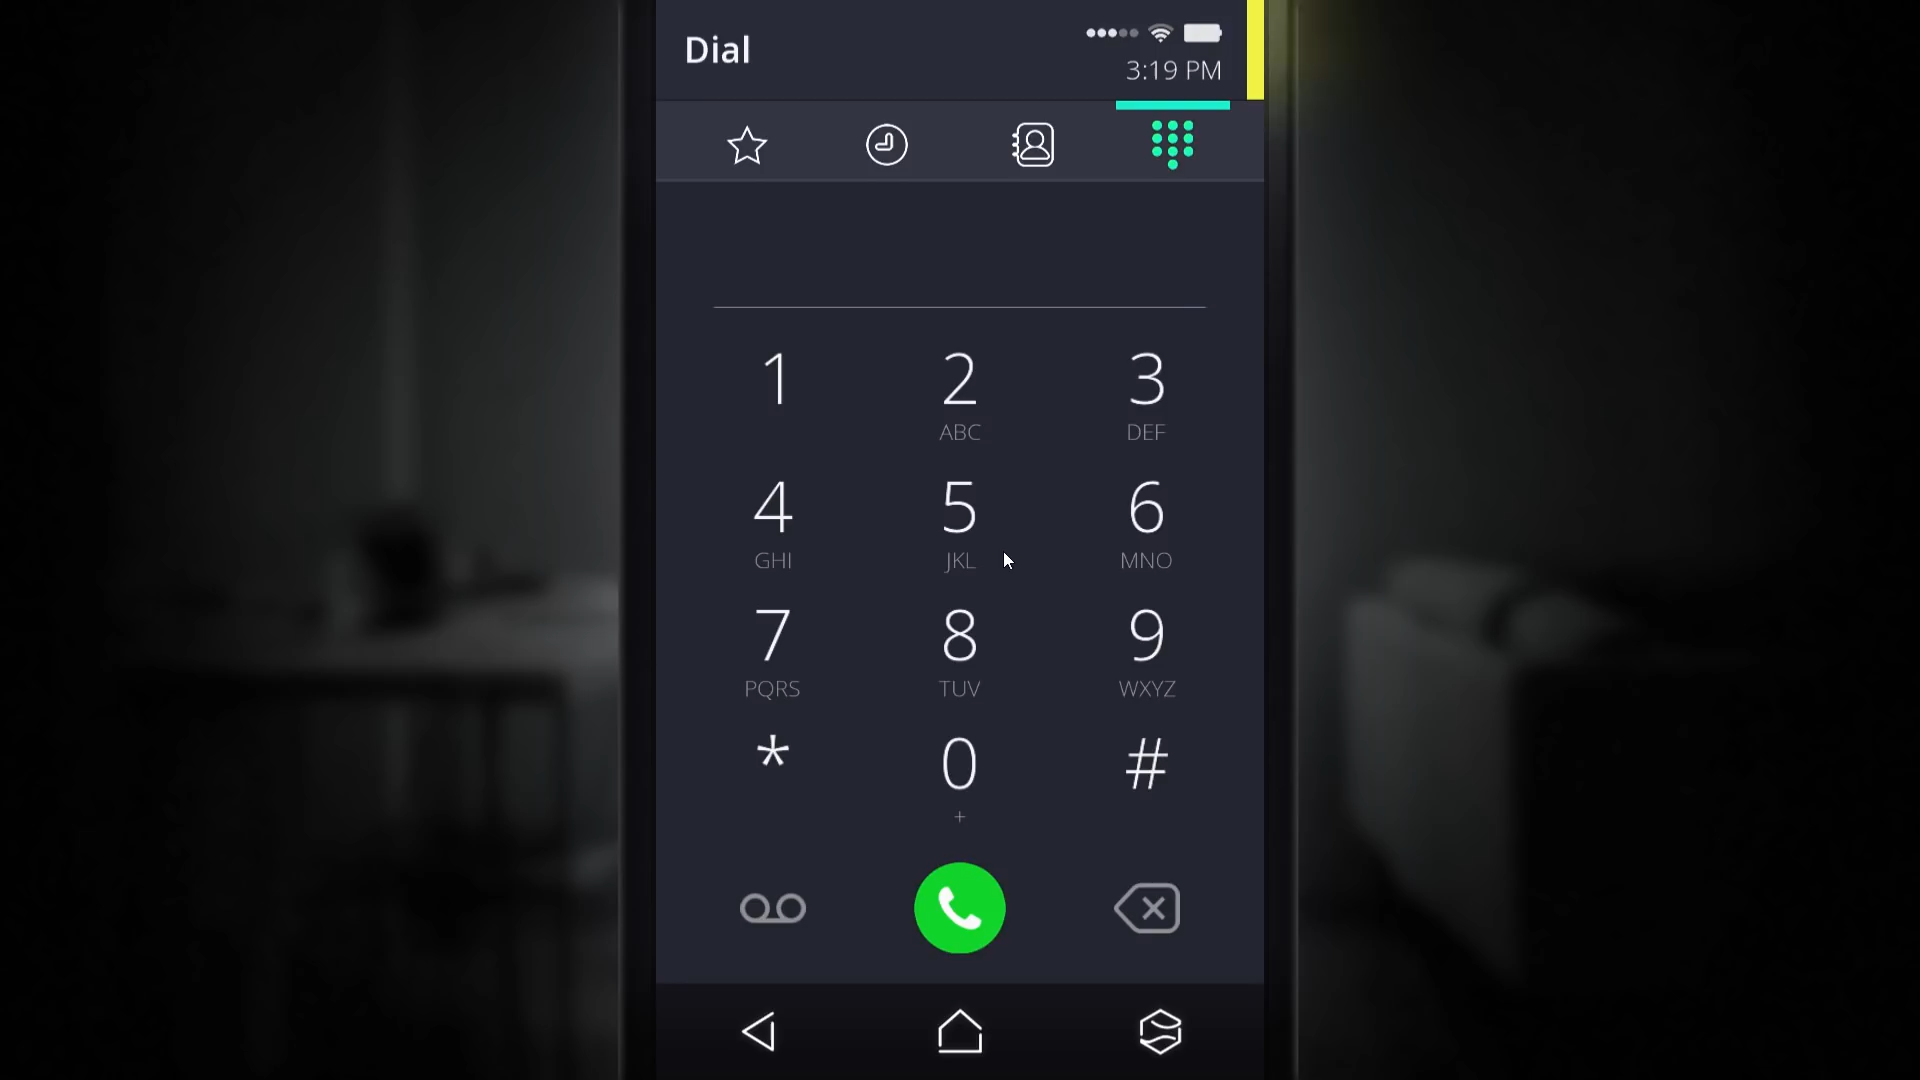 Dial
3:19 PM
1 2 3
ABC DEF
4 5 6
GHI JKL MNO
7 8 9
PQRS TUV WXYZ
* 0 #
+